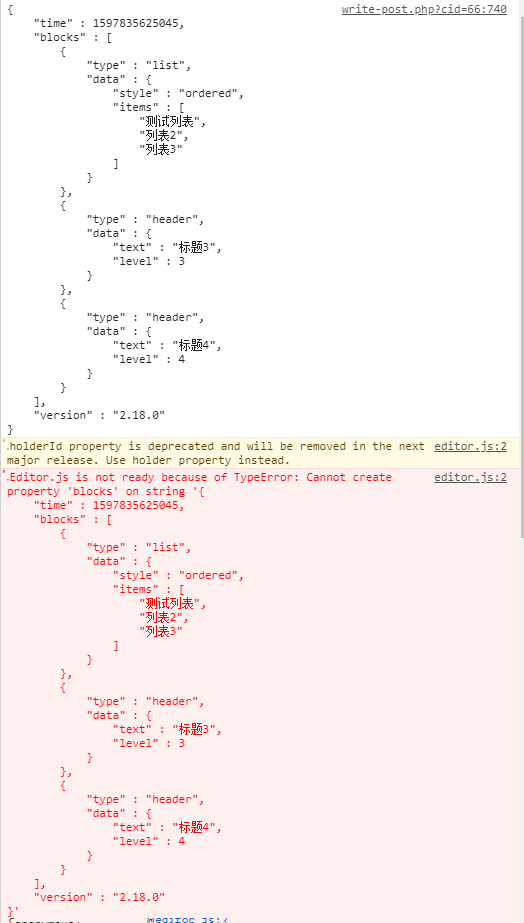 { write-post.php?cid=66:740
"time" : 1597835625045,
"blocks" : [
{
"type" : "list",
"data" : {
"style" : "ordered",
"items" : [
"测试列表",
"列表2",
"列表3"
]
}
},
{
"type" : "header",
"data" : {
"text" : "标题3",
"level" : 3
}
},
{
"type" : "header",
"data" : {
"text" : "标题4",
"level" : 4
}
}
],
"version" : "2.18.0"
}
holderId property is deprecated and will be removed in the next editor.js:2
major release. Use holder property instead.
Editor.js is not ready because of TypeError: Cannot create editor.js:2
property 'blocks' on string '{
"time" : 1597835625045,
"blocks" : [
{
"type" : "list",
"data" : {
"style" : "ordered",
"items" : [
"测试列表",
"列表2",
"列表3"
]
}
},
{
"type" : "header",
"data" : {
"text" : "标题3",
"level" : 3
}
},
{
"type" : "header",
"data" : {
"text" : "标题4",
"level" : 4
}
}
],
"version" : "2.18.0"
}'